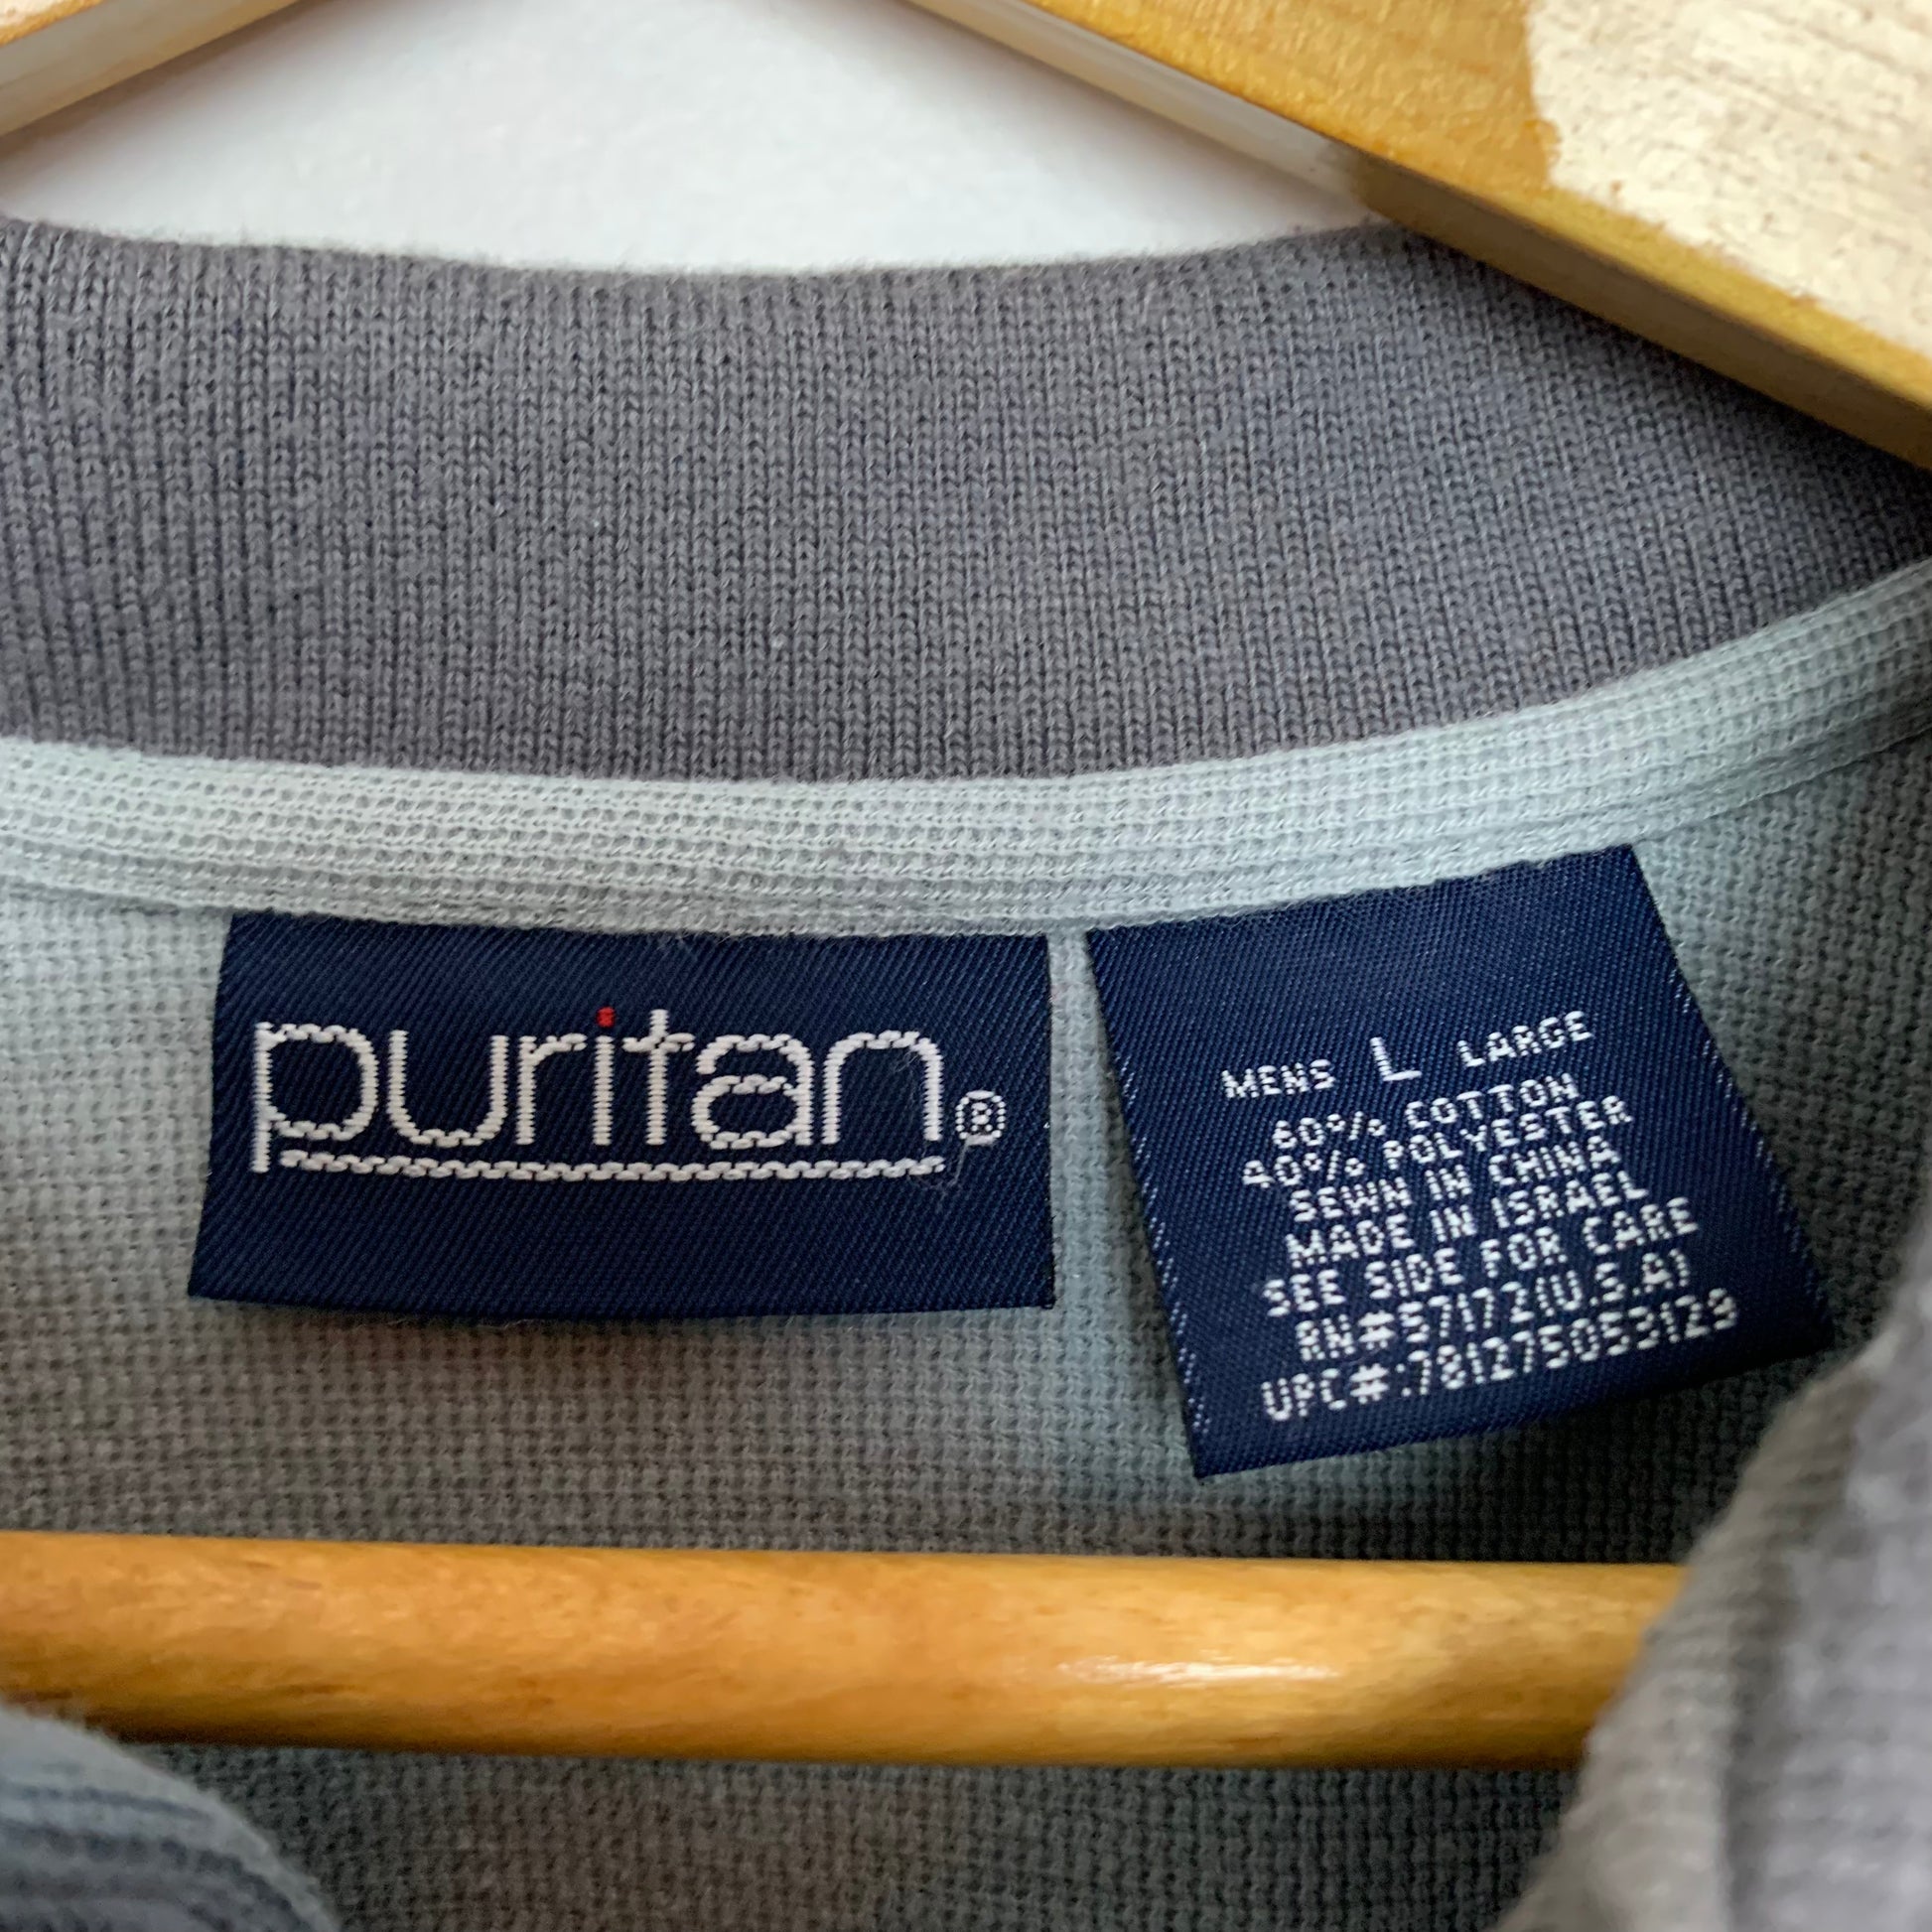 puritan®
MENS L LARGE
60% COTTON
40% POLYESTER
SEWN IN CHINA
MADE IN ISRAEL
SEE SIDE FOR CARE
RN#57172(U.S.A)
UPC#:781275053129